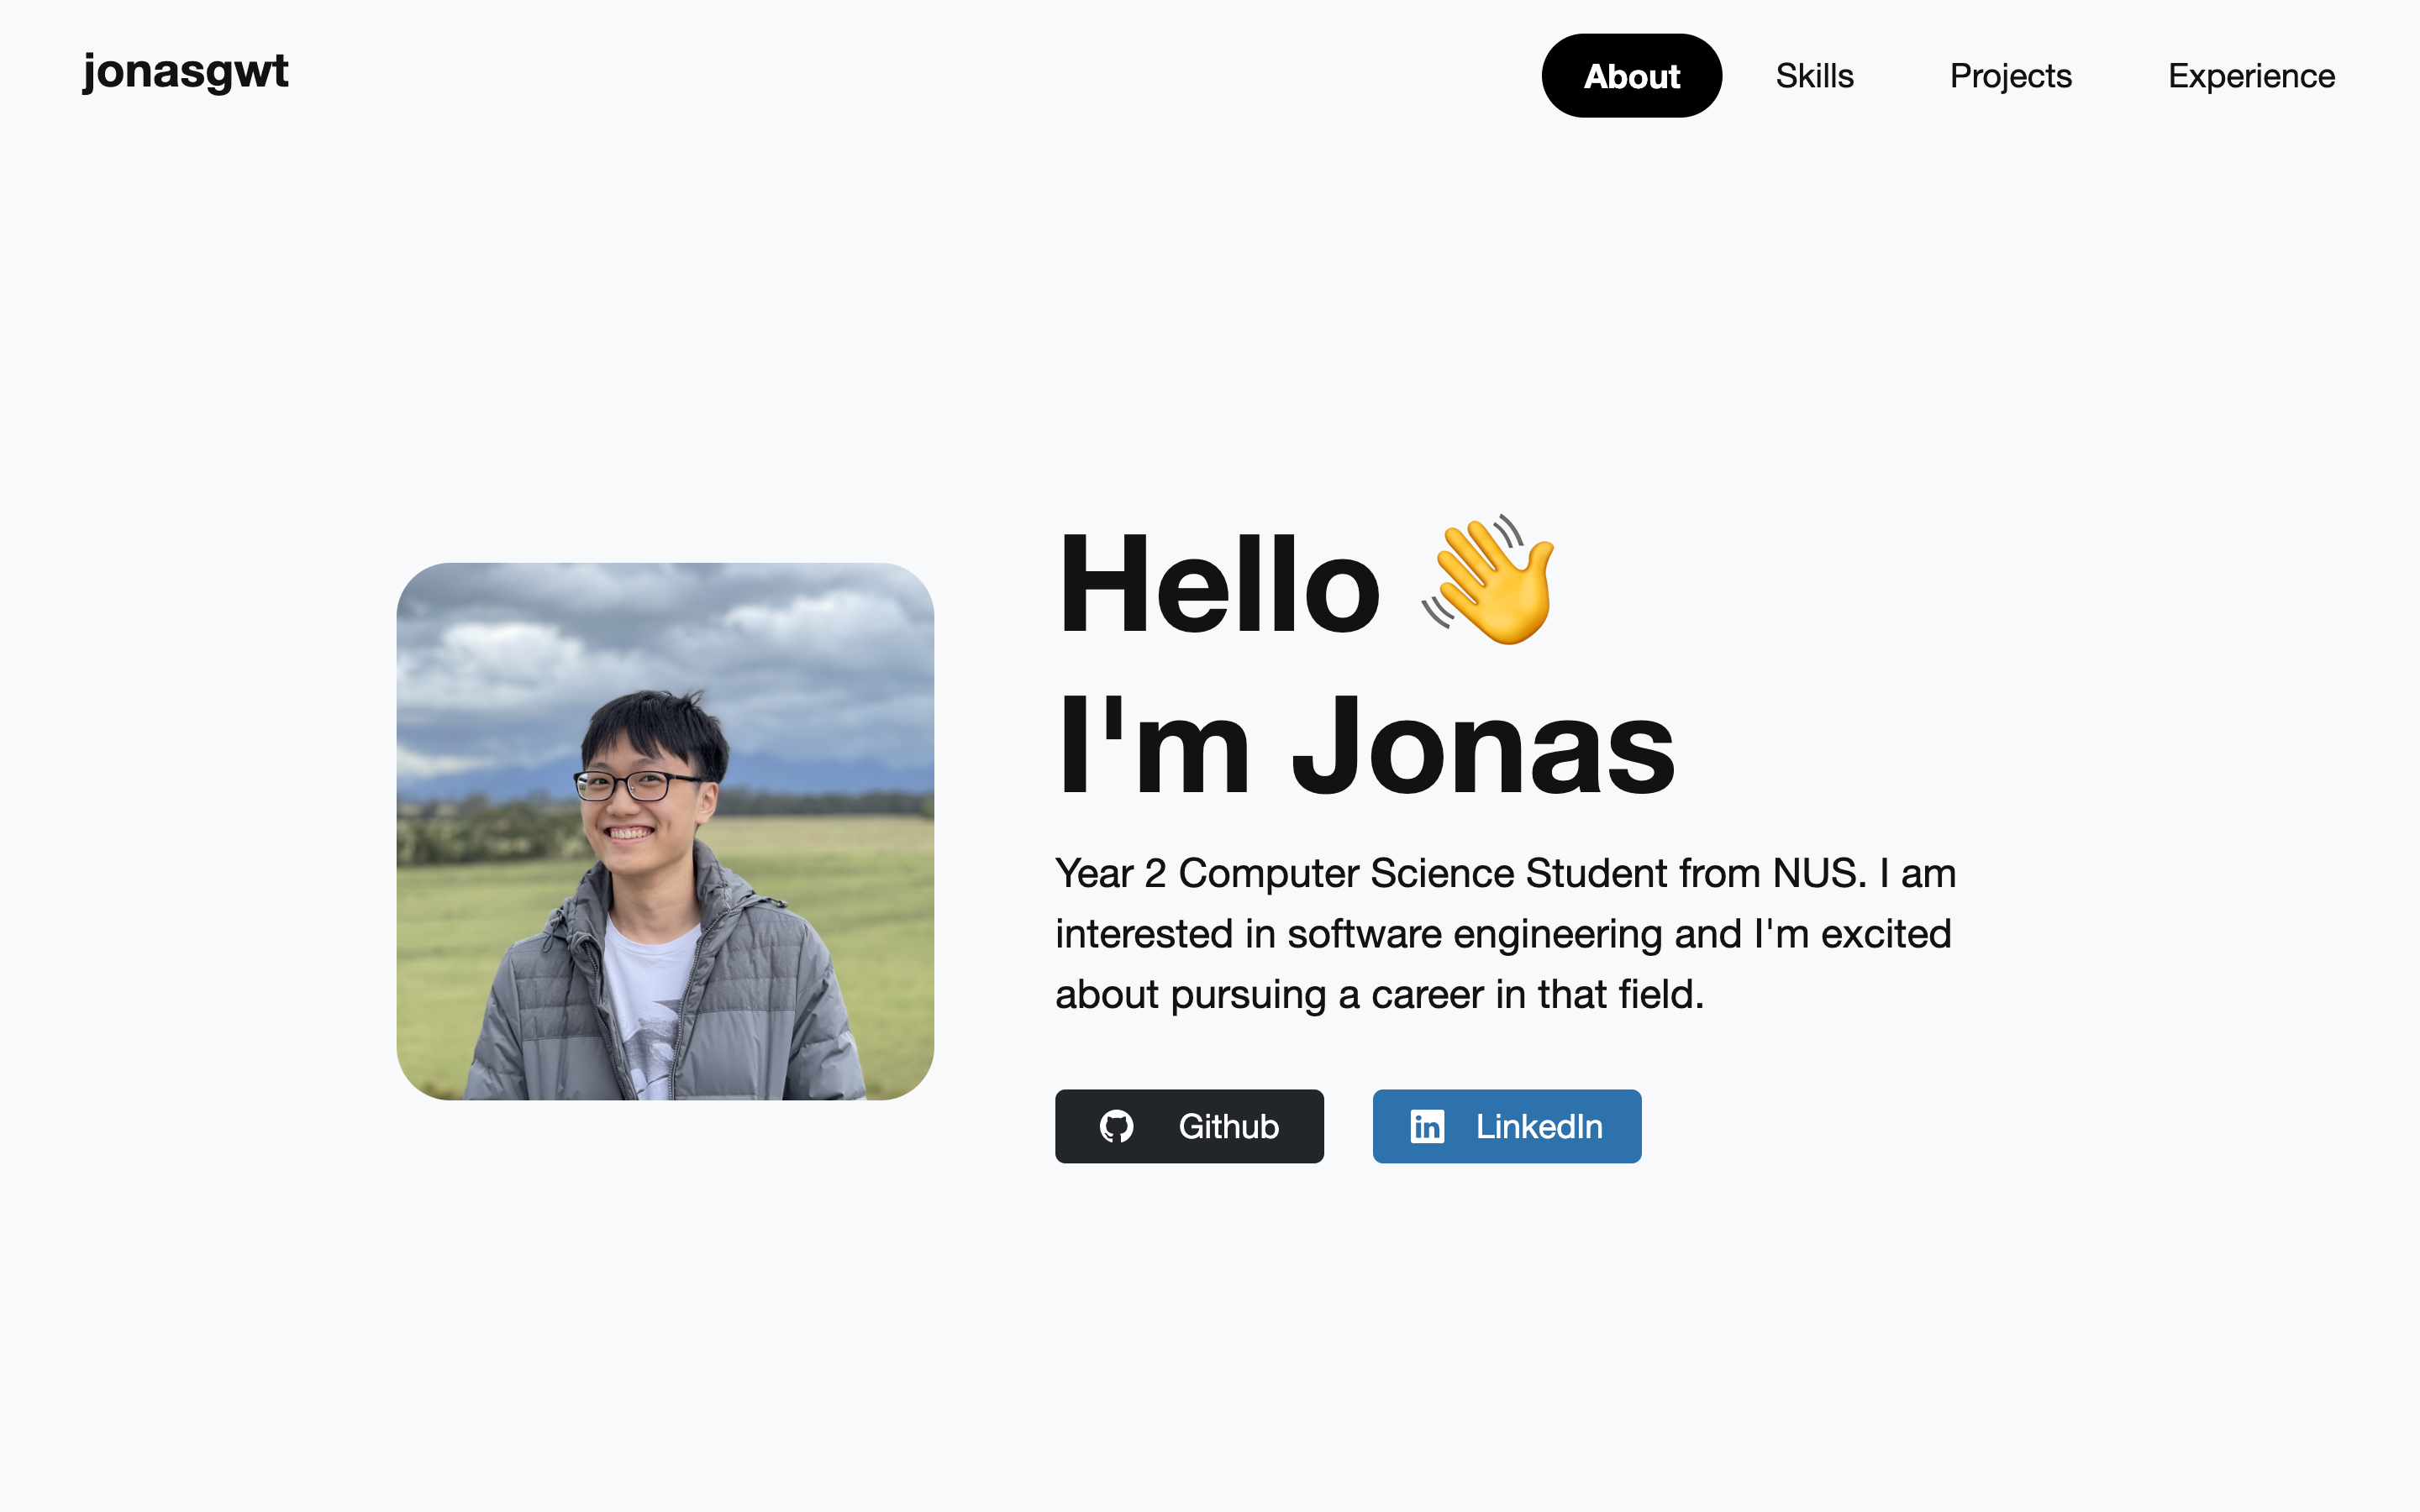 jonasgwt
About
Skills
Projects
Experience
Hello 👋
I'm Jonas
Year 2 Computer Science Student from NUS. I am
interested in software engineering and I'm excited
about pursuing a career in that field.
Github
LinkedIn